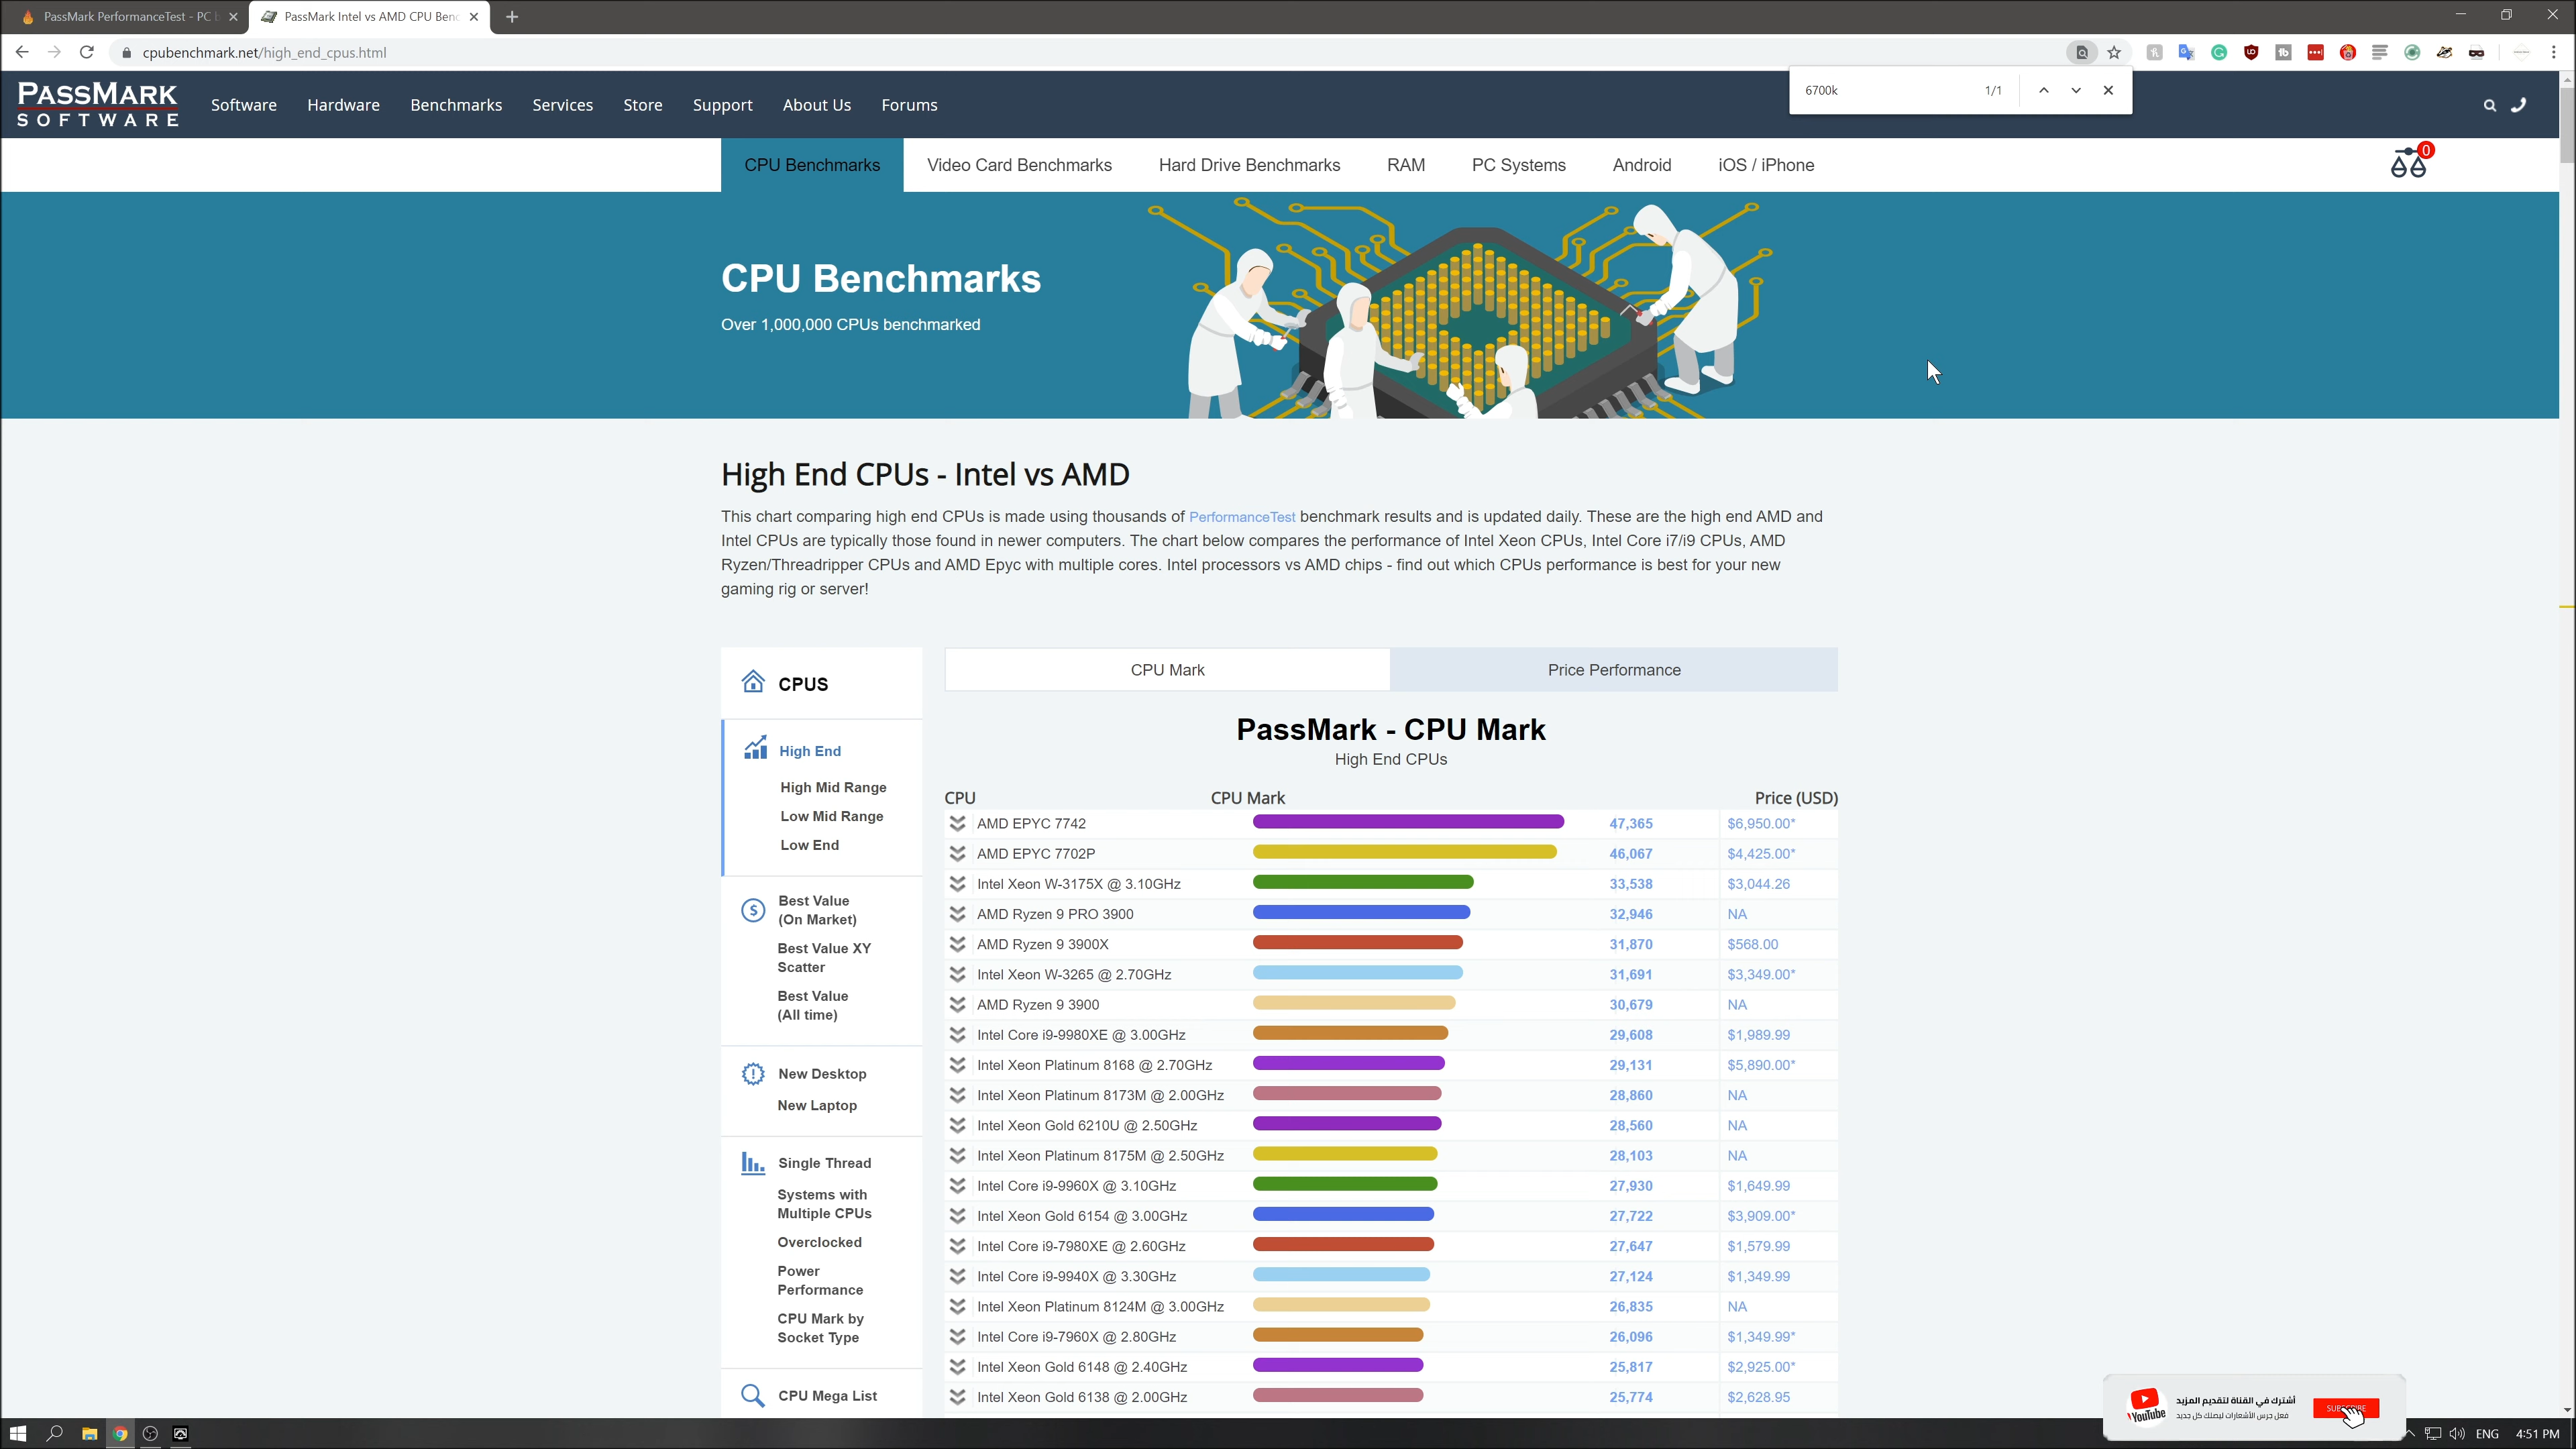 PassMark PerformanceTest - PC b
PassMark Intel vs AMD CPU Benc
cpubenchmark.net/high_end_cpus.html
6700k 1/1
PASSMARK
SOFTWARE
Software Hardware Benchmarks Services Store Support About Us Forums
CPU Benchmarks Video Card Benchmarks Hard Drive Benchmarks RAM PC Systems Android iOS / iPhone
0
CPU Benchmarks
Over 1,000,000 CPUs benchmarked
High End CPUs - Intel vs AMD
This chart comparing high end CPUs is made using thousands of PerformanceTest benchmark results and is updated daily. These are the high end AMD and
Intel CPUs are typically those found in newer computers. The chart below compares the performance of Intel Xeon CPUs, Intel Core i7/i9 CPUs, AMD
Ryzen/Threadripper CPUs and AMD Epyc with multiple cores. Intel processors vs AMD chips - find out which CPUs performance is best for your new
gaming rig or server!
CPUS
High End
High Mid Range
Low Mid Range
Low End
Best Value
(On Market)
Best Value XY
Scatter
Best Value
(All time)
New Desktop
New Laptop
Single Thread
Systems with
Multiple CPUs
Overclocked
Power
Performance
CPU Mark by
Socket Type
CPU Mega List
CPU Mark Price Performance
PassMark - CPU Mark
High End CPUs
CPU CPU Mark Price (USD)
AMD EPYC 7742 47,365 $6,950.00*
AMD EPYC 7702P 46,067 $4,425.00*
Intel Xeon W-3175X @ 3.10GHz 33,538 $3,044.26
AMD Ryzen 9 PRO 3900 32,946 NA
AMD Ryzen 9 3900X 31,870 $568.00
Intel Xeon W-3265 @ 2.70GHz 31,691 $3,349.00*
AMD Ryzen 9 3900 30,679 NA
Intel Core i9-9980XE @ 3.00GHz 29,608 $1,989.99
Intel Xeon Platinum 8168 @ 2.70GHz 29,131 $5,890.00*
Intel Xeon Platinum 8173M @ 2.00GHz 28,860 NA
Intel Xeon Gold 6210U @ 2.50GHz 28,560 NA
Intel Xeon Platinum 8175M @ 2.50GHz 28,103 NA
Intel Core i9-9960X @ 3.10GHz 27,930 $1,649.99
Intel Xeon Gold 6154 @ 3.00GHz 27,722 $3,909.00*
Intel Core i9-7980XE @ 2.60GHz 27,647 $1,579.99
Intel Core i9-9940X @ 3.30GHz 27,124 $1,349.99
Intel Xeon Platinum 8124M @ 3.00GHz 26,835 NA
Intel Core i9-7960X @ 2.80GHz 26,096 $1,349.99*
Intel Xeon Gold 6148 @ 2.40GHz 25,817 $2,925.00*
Intel Xeon Gold 6138 @ 2.00GHz 25,774 $2,628.95
YouTube
أشترك في القناة لتقديم المزيد
فعل جرس الأشعارات ليصلك كل جديد
SUBSCRIBE
ENG 4:51 PM